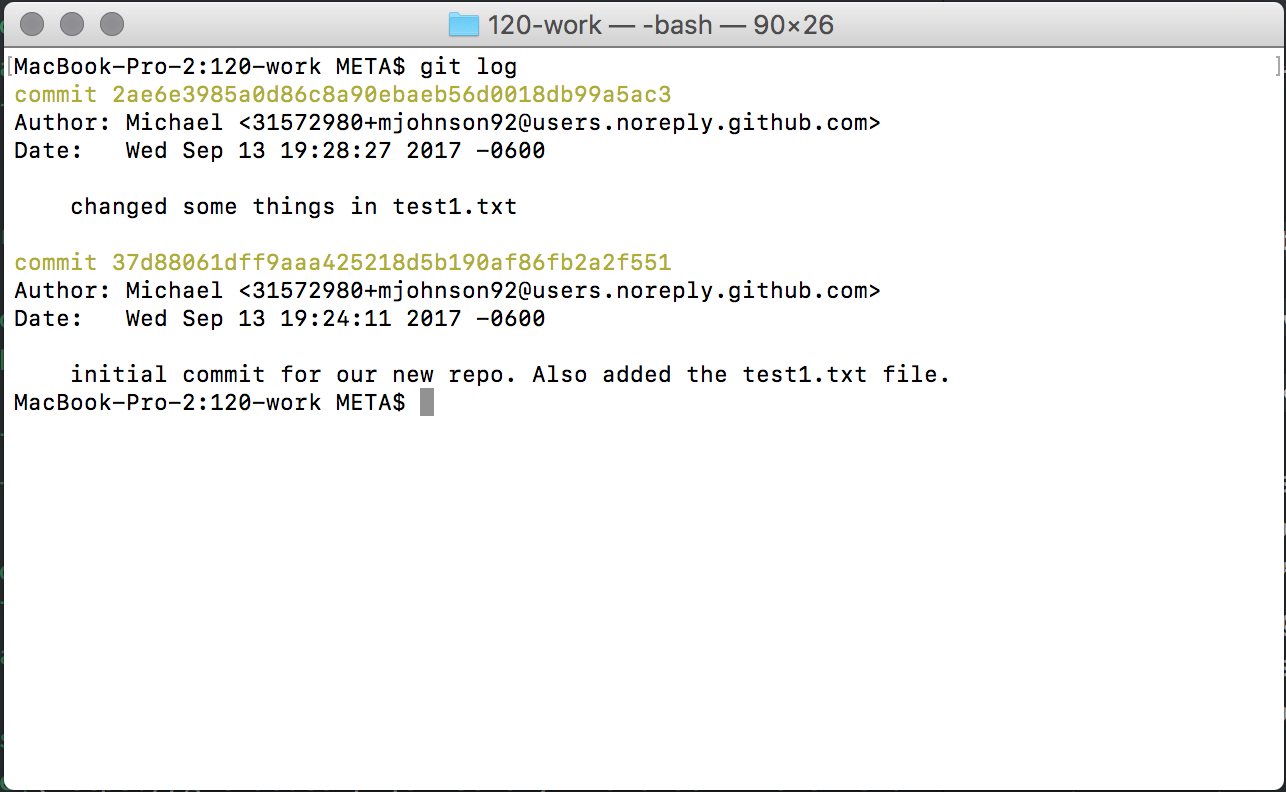 120-work — -bash — 90×26
[MacBook-Pro-2:120-work META$ git log ]
commit 2ae6e3985a0d86c8a90ebaeb56d0018db99a5ac3
Author: Michael <31572980+mjohnson92@users.noreply.github.com>
Date:   Wed Sep 13 19:28:27 2017 -0600
    changed some things in test1.txt
commit 37d88061dff9aaa425218d5b190af86fb2a2f551
Author: Michael <31572980+mjohnson92@users.noreply.github.com>
Date:   Wed Sep 13 19:24:11 2017 -0600
    initial commit for our new repo. Also added the test1.txt file.
MacBook-Pro-2:120-work META$